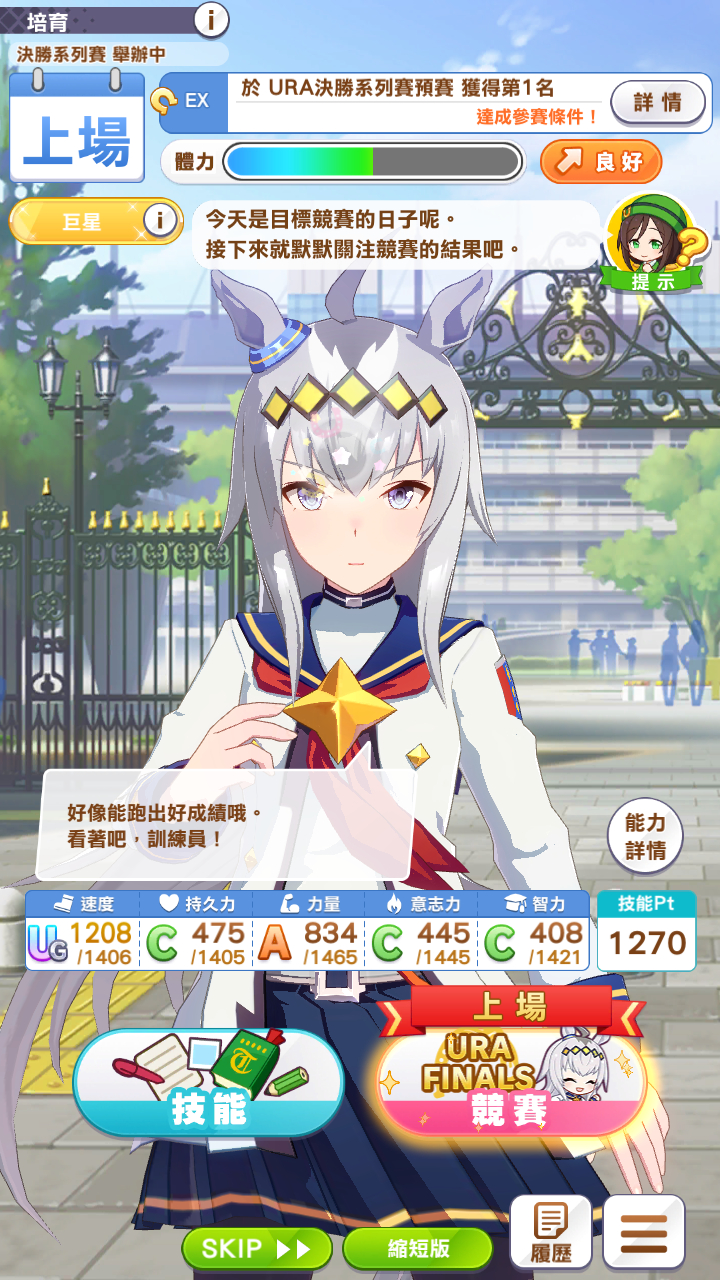 培育
i
決勝系列賽 舉辦中
上場
EX
於 URA決勝系列賽預賽 獲得第1名
達成參賽條件！
詳情
體力
良好
巨星
i
今天是目標競賽的日子呢。
接下來就默默關注競賽的結果吧。
提示
好像能跑出好成績哦。
看著吧，訓練員！
能力
詳情
速度 持久力 力量 意志力 智力 技能Pt
UG 1208 /1406 C 475 /1405 A 834 /1465 C 445 /1445 C 408 /1421 1270
上場
URA
FINALS
技能 競賽
SKIP 縮短版 履歷